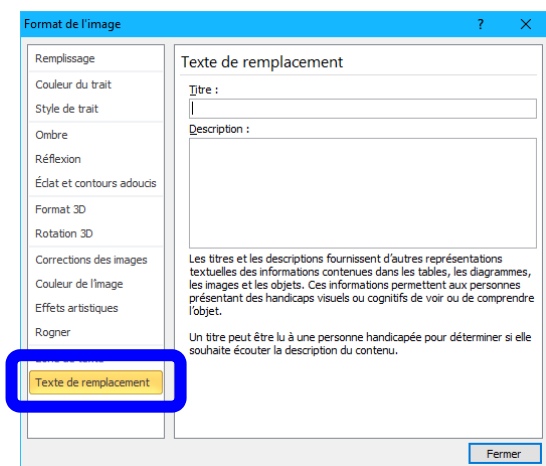 Format de l'image
?
Remplissage
Couleur du trait
Style de trait
Ombre
Réflexion
Éclat et contours adoucis
Format 3D
Rotation 3D
Corrections des images
Couleur de l'image
Effets artistiques
Rogner
Texte de remplacement
Texte de remplacement
Titre :
Description :
Les titres et les descriptions fournissent d'autres représentations
textuelles des informations contenues dans les tables, les diagrammes,
les images et les objets. Ces informations permettent aux personnes
présentant des handicaps visuels ou cognitifs de voir ou de comprendre
l'objet.
Un titre peut être lu à une personne handicapée pour déterminer si elle
souhaite écouter la description du contenu.
Fermer